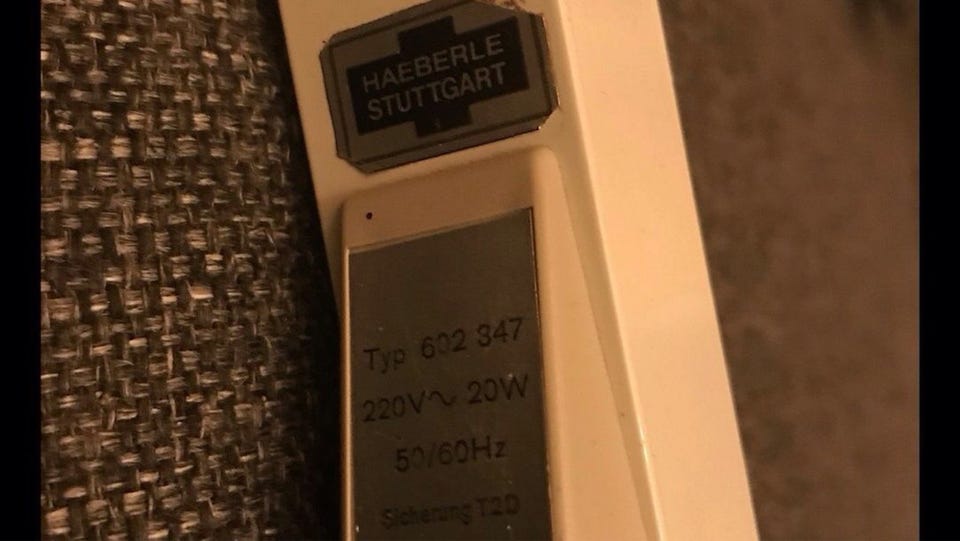 HAEBERLE
STUTTGART
Typ 602 347
220V~ 20W
50/60Hz
Sicherung T2D